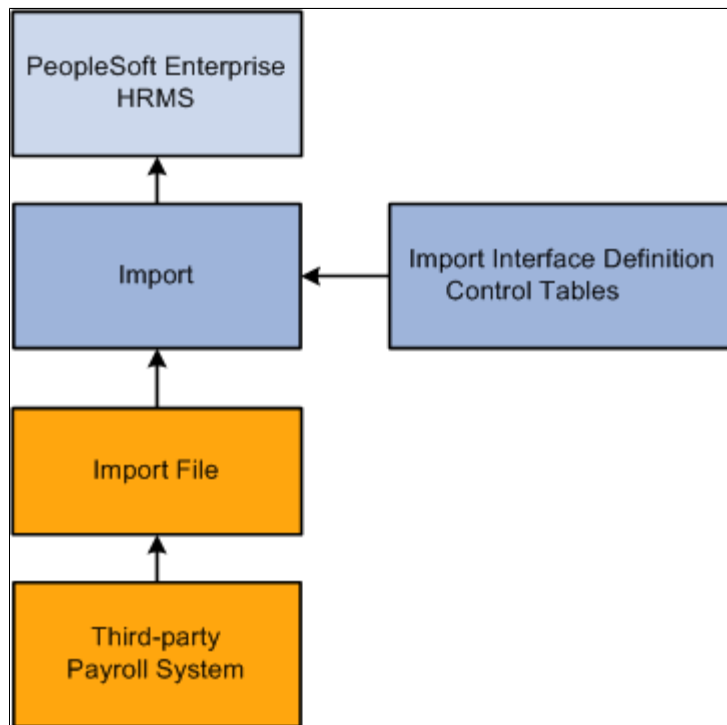 PeopleSoft Enterprise
HRMS
Import
Import Interface Definition
Control Tables
Import File
Third-party
Payroll System